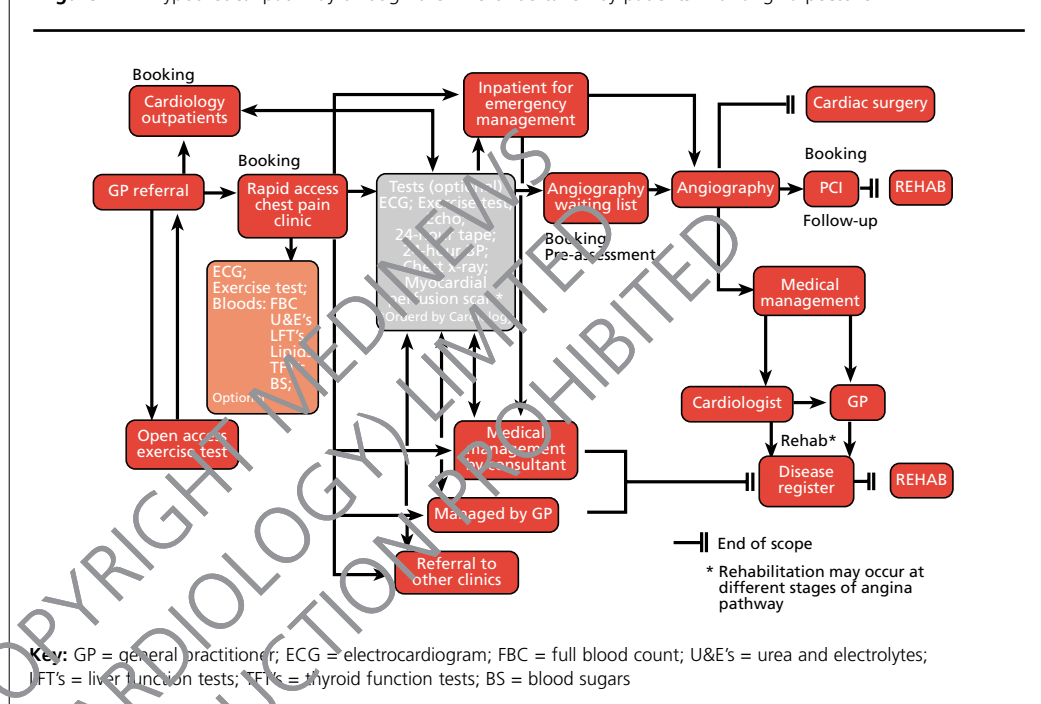 Booking
Cardiology
outpatients
GP referral
Booking
Rapid access
chest pain
clinic
ECG;
Exercise test;
Bloods: FBC
U&E's
LFT's
Lipids
BS;
Open access
exercise test
Inpatient for
emergency
management
Tests (optional)
ECG; Exercise test;
Echo;
24-hour tape;
24-hour BP;
Chest x-ray;
Myocardial
perfusion scan *
Orderd by
Angiography
waiting list
Booking
Pre-assessment
Angiography
Cardiac surgery
Booking
PCI
Follow-up
REHAB
Medical
management
Cardiologist
GP
Rehab*
Disease
register
REHAB
Medical
management
by consultant
Managed by GP
Referral to
other clinics
End of scope
* Rehabilitation may occur at
different stages of angina
pathway
Key: GP = general practitioner; ECG = electrocardiogram; FBC = full blood count; U&E's = urea and electrolytes;
LFT's = liver function tests; TFT's = thyroid function tests; BS = blood sugars
COPYRIGHT MEDINEWS
(CARDIOLOGY) LIMITED
PROHIBITED